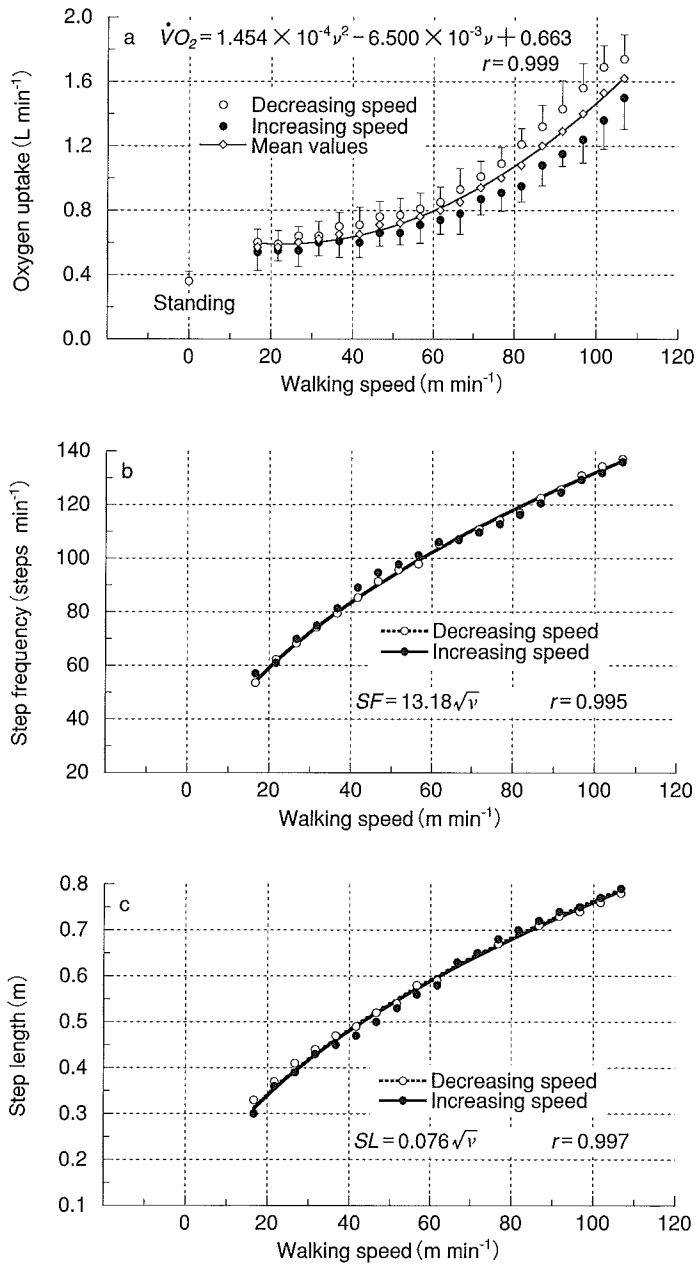 a
V̇O₂ = 1.454 × 10⁻⁴ν² − 6.500 × 10⁻³ν + 0.663
r = 0.999
Decreasing speed
Increasing speed
Mean values
Oxygen uptake (L min⁻¹)
2.0
1.6
1.2
0.8
0.4
0.0
Standing
0 20 40 60 80 100 120
Walking speed (m min⁻¹)
b
Step frequency (steps min⁻¹)
140
120
100
80
60
40
20
Decreasing speed
Increasing speed
SF = 13.18√ν r = 0.995
0 20 40 60 80 100 120
Walking speed (m min⁻¹)
c
Step length (m)
0.8
0.7
0.6
0.5
0.4
0.3
0.2
0.1
Decreasing speed
Increasing speed
SL = 0.076√ν r = 0.997
0 20 40 60 80 100 120
Walking speed (m min⁻¹)